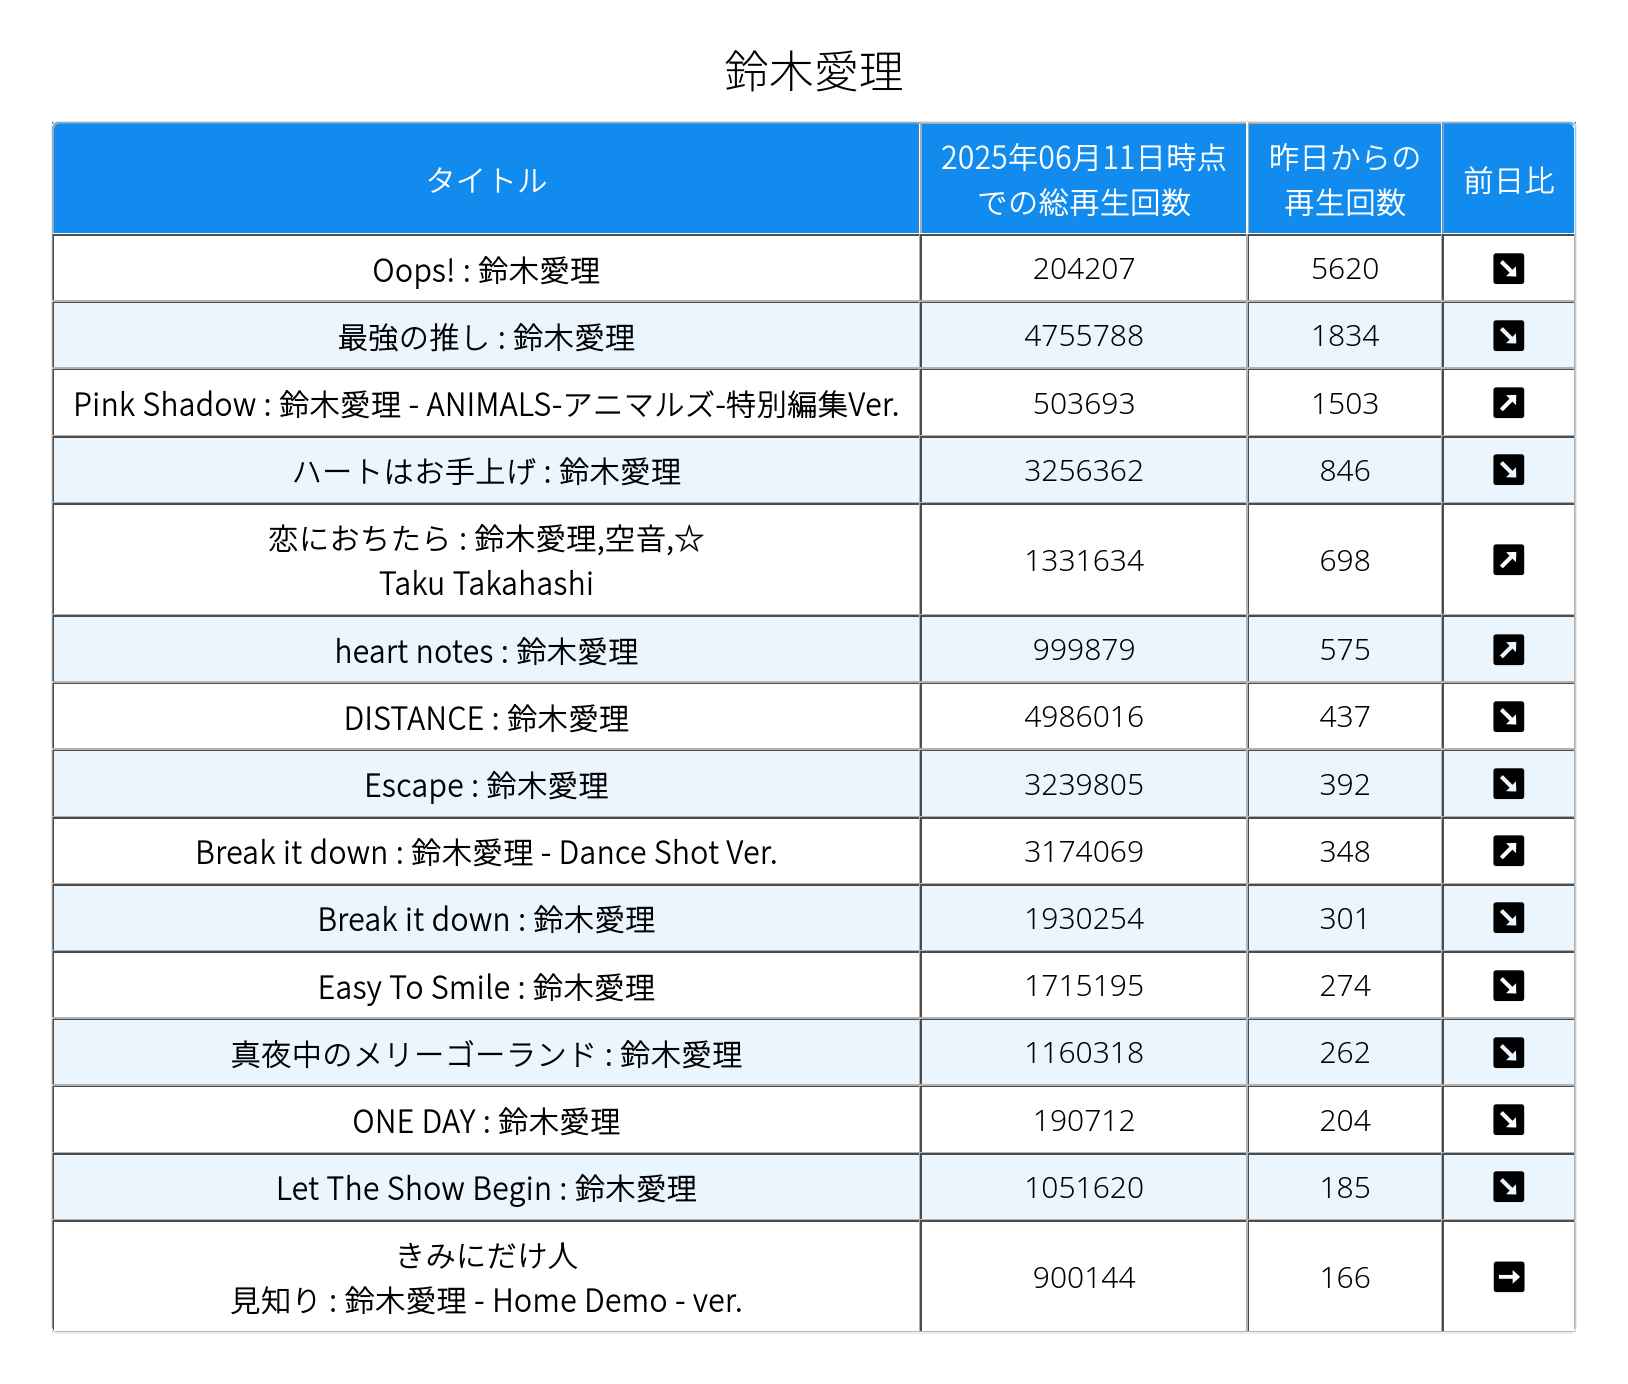 鈴木愛理
タイトル
2025年06月11日時点
での総再生回数
昨日からの
再生回数
前日比
Oops! : 鈴木愛理
204207
5620
最強の推し : 鈴木愛理
4755788
1834
Pink Shadow : 鈴木愛理 - ANIMALS-アニマルズ-特別編集Ver.
503693
1503
ハートはお手上げ : 鈴木愛理
3256362
846
恋におちたら : 鈴木愛理,空音,☆
Taku Takahashi
1331634
698
heart notes : 鈴木愛理
999879
575
DISTANCE : 鈴木愛理
4986016
437
Escape : 鈴木愛理
3239805
392
Break it down : 鈴木愛理 - Dance Shot Ver.
3174069
348
Break it down : 鈴木愛理
1930254
301
Easy To Smile : 鈴木愛理
1715195
274
真夜中のメリーゴーランド : 鈴木愛理
1160318
262
ONE DAY : 鈴木愛理
190712
204
Let The Show Begin : 鈴木愛理
1051620
185
きみにだけ人
見知り : 鈴木愛理 - Home Demo - ver.
900144
166